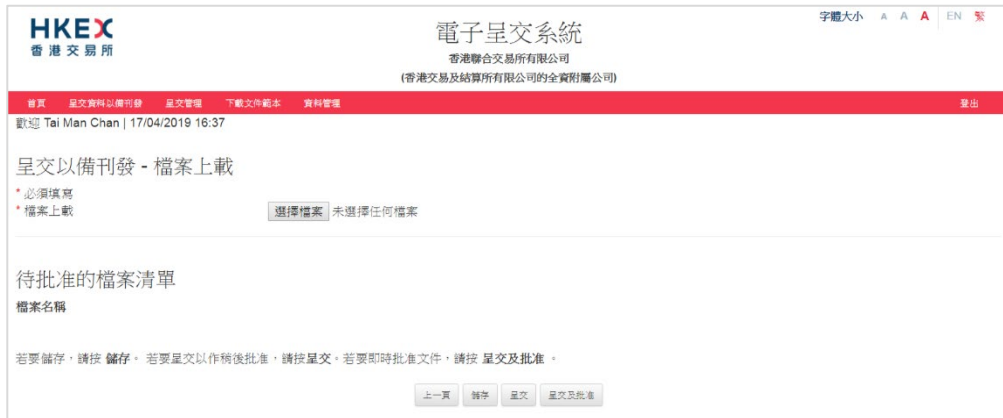 HKEX
香港交易所
字體大小 A A A EN 繁
電子呈交系統
香港聯合交易所有限公司
(香港交易及結算所有限公司的全資附屬公司)
首頁 呈交資料以備刊發 呈交管理 下載文件範本 資料管理 登出
歡迎 Tai Man Chan | 17/04/2019 16:37
呈交以備刊發 - 檔案上載
* 必須填寫
* 檔案上載 選擇檔案 未選擇任何檔案
待批准的檔案清單
檔案名稱
若要儲存，請按 儲存。 若要呈交以作稍後批准，請按呈交。若要即時批准文件，請按 呈交及批准 。
上一頁 儲存 呈交 呈交及批准